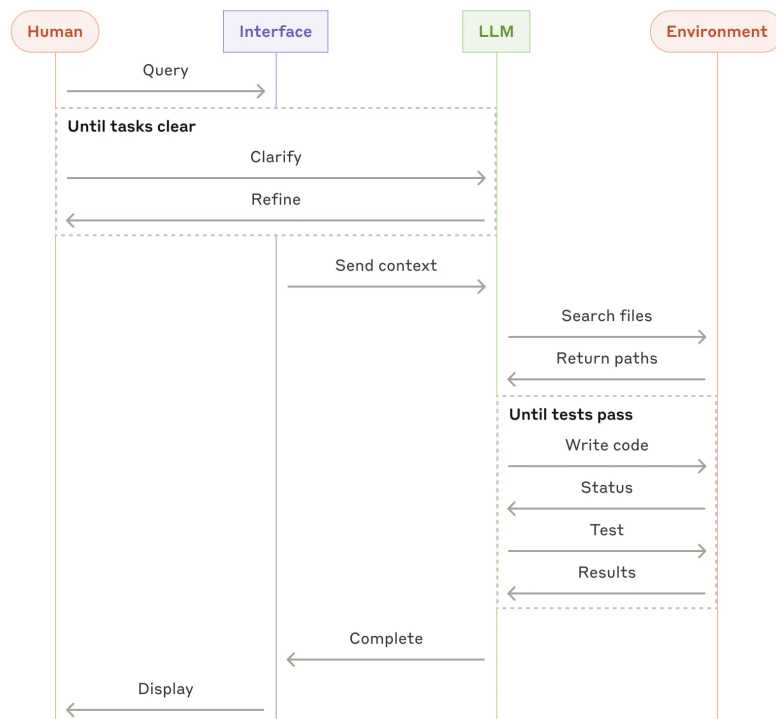 Human
Interface
LLM
Environment
Query
Until tasks clear
Clarify
Refine
Send context
Search files
Return paths
Until tests pass
Write code
Status
Test
Results
Complete
Display